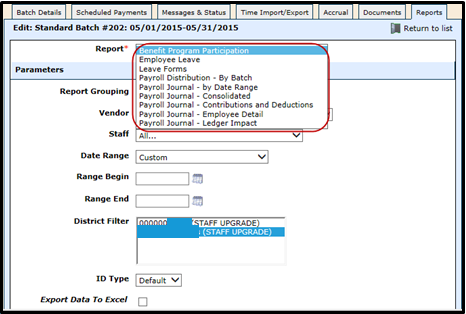 Batch Details Scheduled Payments Messages & Status Time Import/Export Accrual Documents Reports
Edit: Standard Batch #202: 05/01/2015-05/31/2015 Return to list
Report*
Benefit Program Participation
Employee Leave
Leave Forms
Payroll Distribution - By Batch
Payroll Journal - by Date Range
Payroll Journal - Consolidated
Payroll Journal - Contributions and Deductions
Payroll Journal - Employee Detail
Payroll Journal - Ledger Impact
Parameters
Report Grouping
Vendor
Staff All...
Date Range Custom
Range Begin
Range End
District Filter 000000 (STAFF UPGRADE)
(STAFF UPGRADE)
ID Type Default
Export Data To Excel